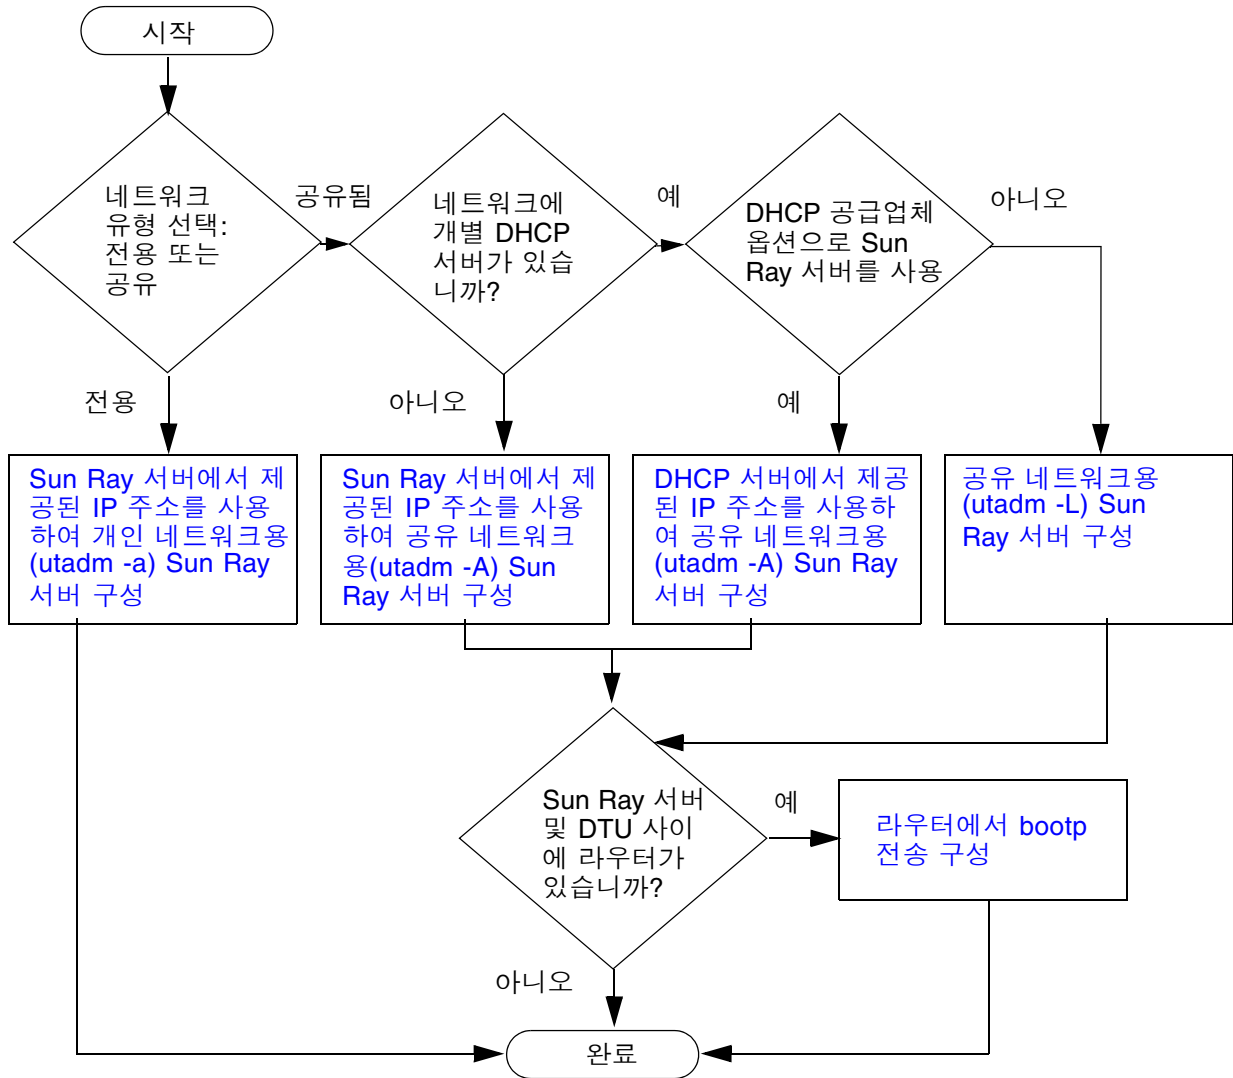 시작
네트워크
유형 선택:
전용 또는
공유
공유됨
네트워크에
개별 DHCP
서버가 있습
니까?
예
DHCP 공급업체
옵션으로 Sun
Ray 서버를 사용
아니오
전용
아니오
예
Sun Ray 서버에서 제
공된 IP 주소를 사용
하여 개인 네트워크용
(utadm -a) Sun Ray
서버 구성
Sun Ray 서버에서 제
공된 IP 주소를 사용
하여 공유 네트워크
용(utadm -A) Sun
Ray 서버 구성
DHCP 서버에서 제공
된 IP 주소를 사용하
여 공유 네트워크용
(utadm -A) Sun Ray
서버 구성
공유 네트워크용
(utadm -L) Sun
Ray 서버 구성
Sun Ray 서버
및 DTU 사이
에 라우터가
있습니까?
예
라우터에서 bootp
전송 구성
아니오
완료